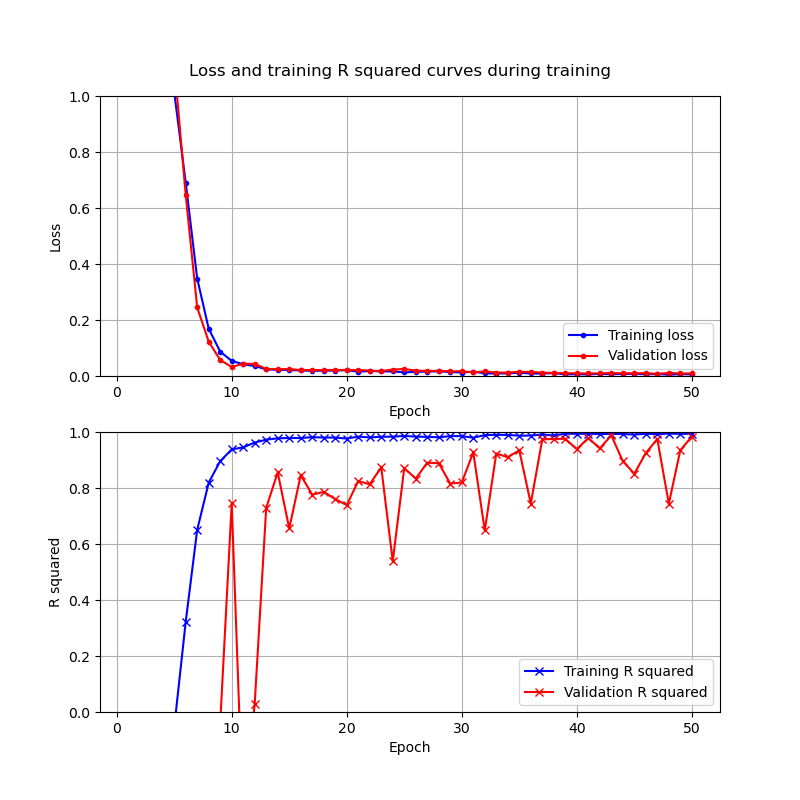 Loss and training R squared curves during training
1.0
0.8
0.6
0.4
0.2
0.0
Loss
Training loss
Validation loss
0 10 20 30 40 50
Epoch
1.0
0.8
0.6
0.4
0.2
0.0
R squared
Training R squared
Validation R squared
0 10 20 30 40 50
Epoch